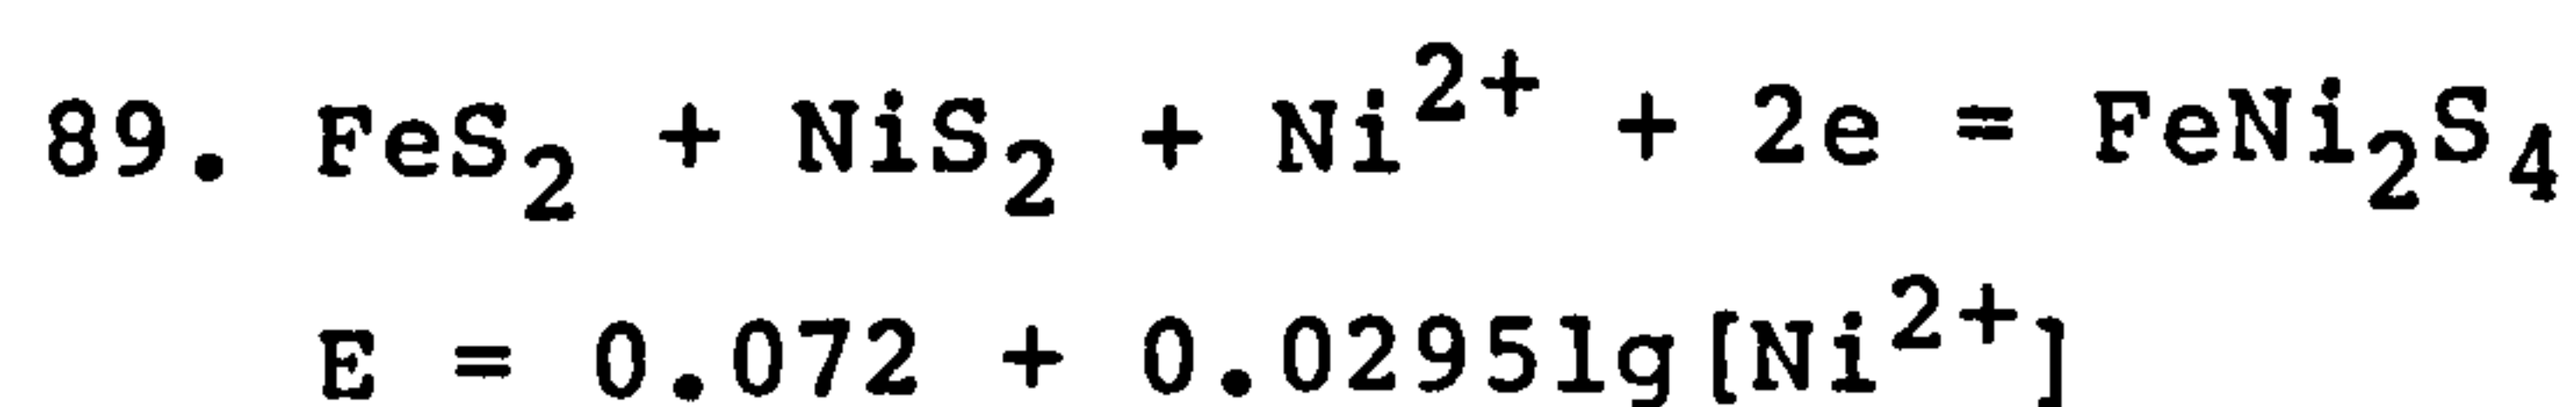 89. FeS₂ + NiS₂ + Ni²⁺ + 2e = FeNi₂S₄
E = 0.072 + 0.0295lg[Ni²⁺]